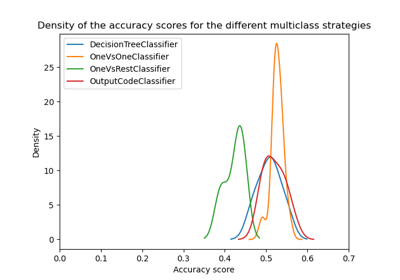 Density of the accuracy scores for the different multiclass strategies
DecisionTreeClassifier
OneVsOneClassifier
OneVsRestClassifier
OutputCodeClassifier
25
20
15
10
5
0
Density
0.0 0.1 0.2 0.3 0.4 0.5 0.6 0.7
Accuracy score